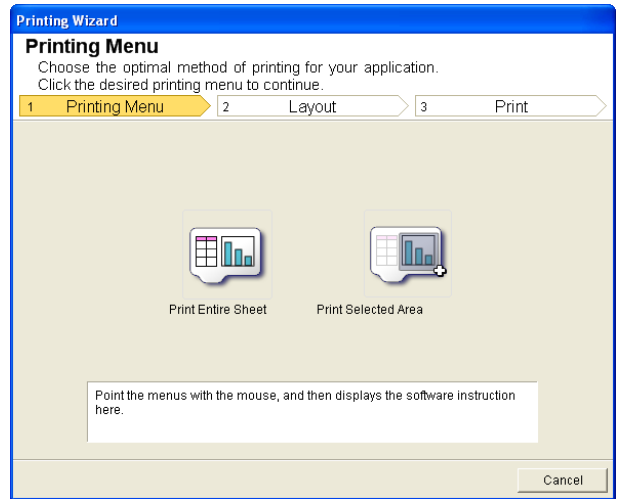 Printing Wizard
Printing Menu
Choose the optimal method of printing for your application.
Click the desired printing menu to continue.
1 Printing Menu 2 Layout 3 Print
Print Entire Sheet Print Selected Area
Point the menus with the mouse, and then displays the software instruction
here.
Cancel